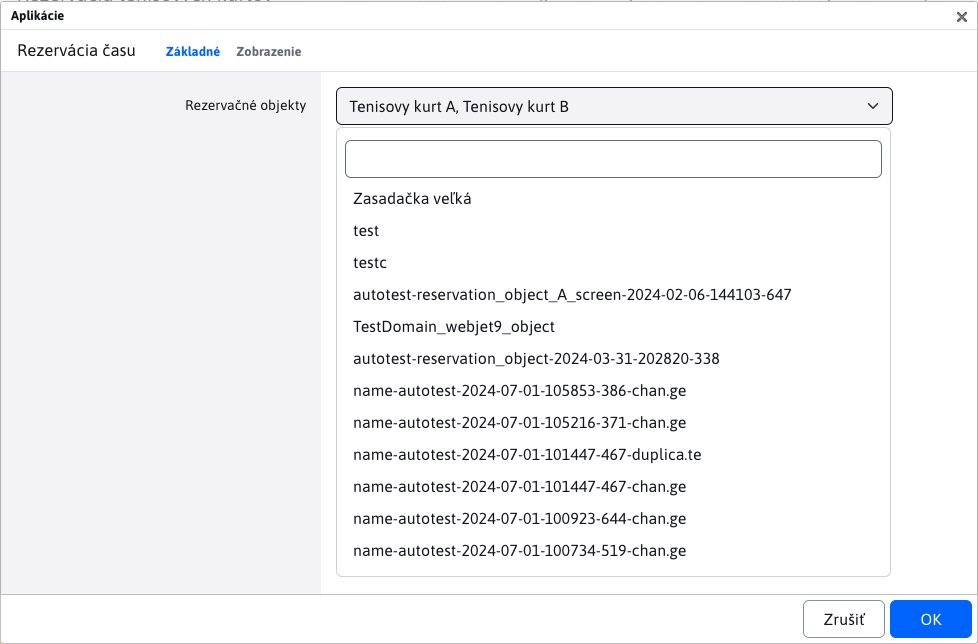 Aplikácie
Rezervácia času Základné Zobrazenie
Rezervačné objekty
Tenisovy kurt A, Tenisovy kurt B
Zasadačka veľká
test
testc
autotest-reservation_object_A_screen-2024-02-06-144103-647
TestDomain_webjet9_object
autotest-reservation_object-2024-03-31-202820-338
name-autotest-2024-07-01-105853-386-chan.ge
name-autotest-2024-07-01-105216-371-chan.ge
name-autotest-2024-07-01-101447-467-duplica.te
name-autotest-2024-07-01-101447-467-chan.ge
name-autotest-2024-07-01-100923-644-chan.ge
name-autotest-2024-07-01-100734-519-chan.ge
Zrušiť OK